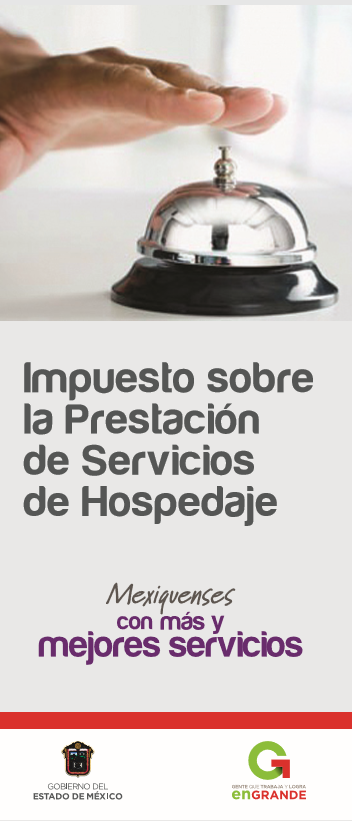 Impuesto sobre
la Prestación
de Servicios
de Hospedaje
Mexiquenses
con más y
mejores servicios
GOBIERNO DEL
ESTADO DE MÉXICO
GENTE QUE TRABAJA Y LOGRA
enGRANDE